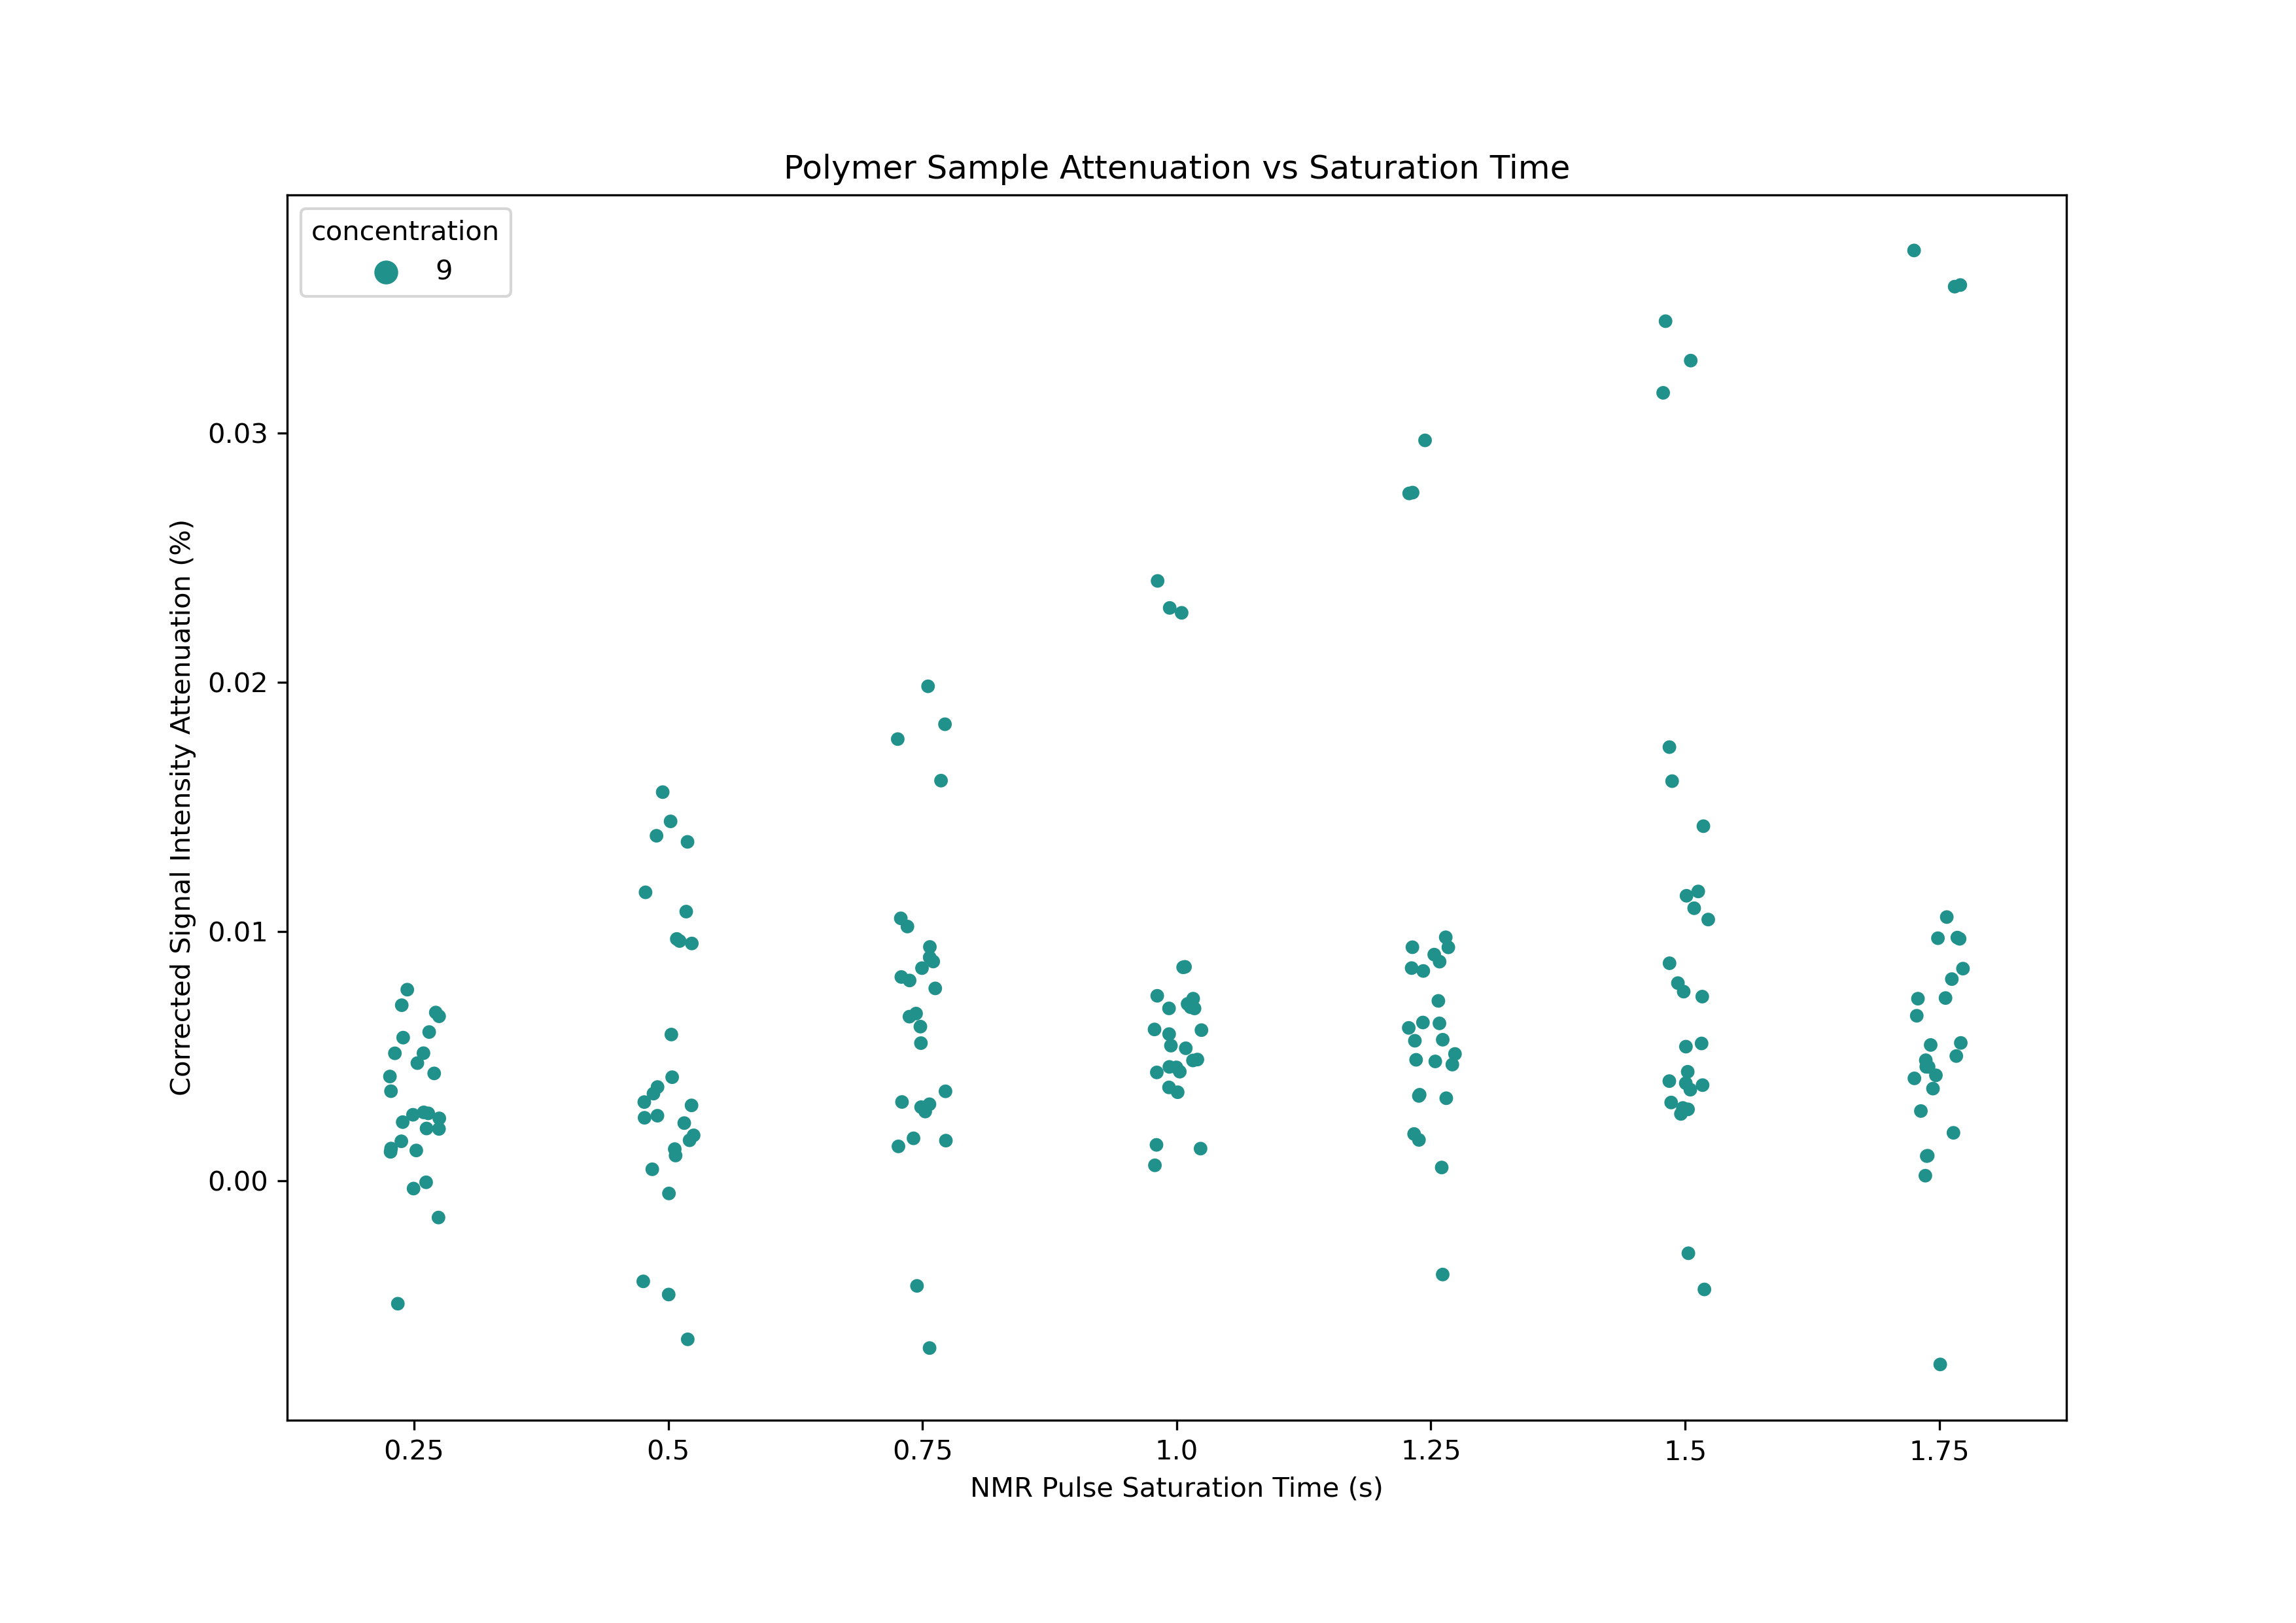 Polymer Sample Attenuation vs Saturation Time
concentration
9
0.03
0.02
0.01
0.00
Corrected Signal Intensity Attenuation (%)
0.25 0.5 0.75 1.0 1.25 1.5 1.75
NMR Pulse Saturation Time (s)